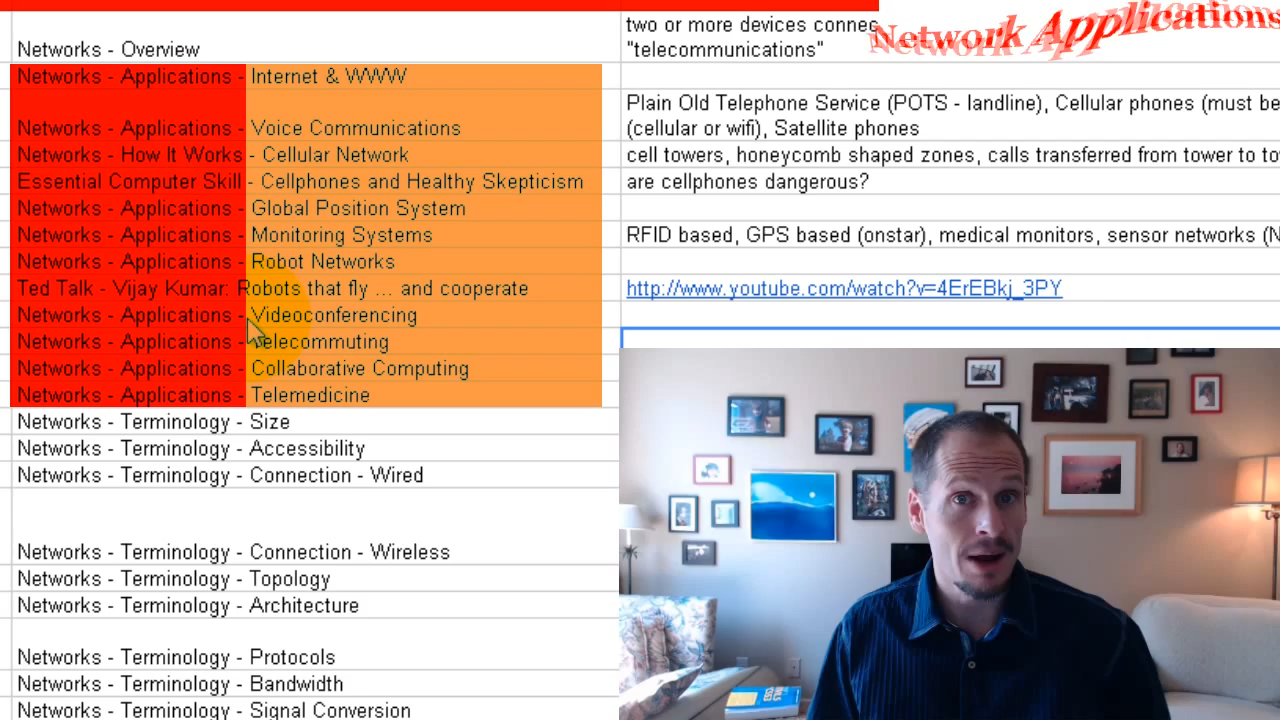 Network Applications
two or more devices connec
Networks - Overview
"telecommunications"
Networks - Applications - Internet & WWW
Plain Old Telephone Service (POTS - landline), Cellular phones (must be
Networks - Applications - Voice Communications
(cellular or wifi), Satellite phones
Networks - How It Works - Cellular Network
cell towers, honeycomb shaped zones, calls transferred from tower to to
Essential Computer Skill - Cellphones and Healthy Skepticism
are cellphones dangerous?
Networks - Applications - Global Position System
Networks - Applications - Monitoring Systems
RFID based, GPS based (onstar), medical monitors, sensor networks (N
Networks - Applications - Robot Networks
Ted Talk - Vijay Kumar: Robots that fly ... and cooperate
http://www.youtube.com/watch?v=4ErEBkj_3PY
Networks - Applications - Videoconferencing
Networks - Applications - Telecommuting
Networks - Applications - Collaborative Computing
Networks - Applications - Telemedicine
Networks - Terminology - Size
Networks - Terminology - Accessibility
Networks - Terminology - Connection - Wired
Networks - Terminology - Connection - Wireless
Networks - Terminology - Topology
Networks - Terminology - Architecture
Networks - Terminology - Protocols
Networks - Terminology - Bandwidth
Networks - Terminology - Signal Conversion